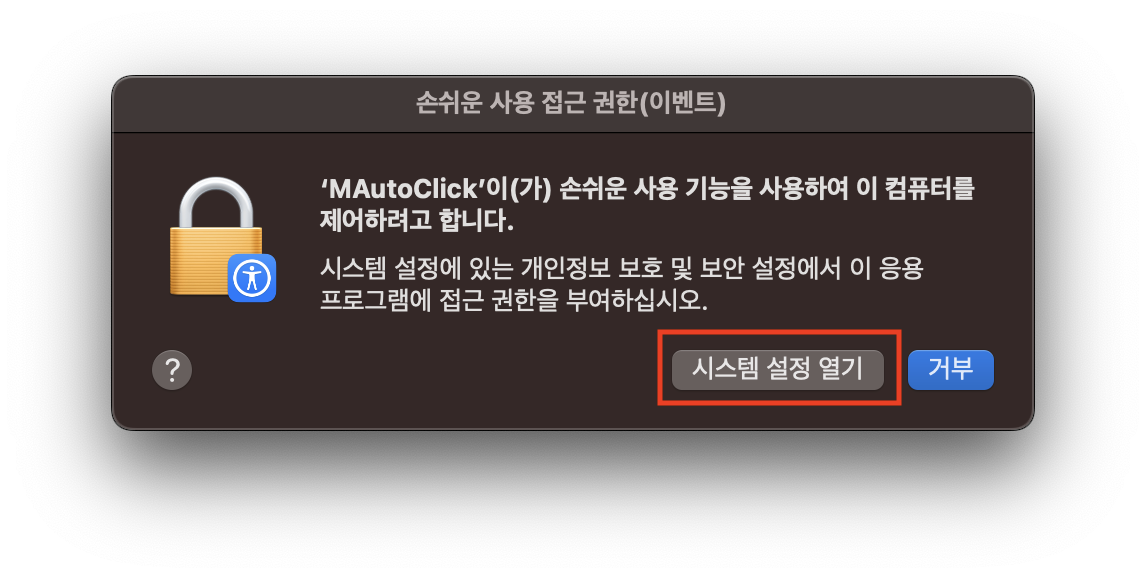 손쉬운 사용 접근 권한(이벤트)
‘MAutoClick’이(가) 손쉬운 사용 기능을 사용하여 이 컴퓨터를
제어하려고 합니다.
시스템 설정에 있는 개인정보 보호 및 보안 설정에서 이 응용
프로그램에 접근 권한을 부여하십시오.
?
시스템 설정 열기
거부